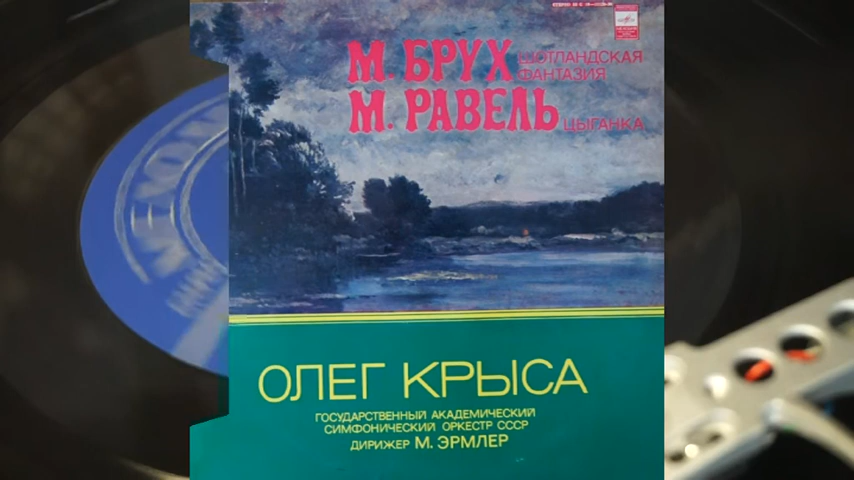 М. БРУХ ШОТЛАНДСКАЯ ФАНТАЗИЯ
М. РАВЕЛЬ ЦЫГАНКА
ОЛЕГ КРЫСА
ГОСУДАРСТВЕННЫЙ АКАДЕМИЧЕСКИЙ
СИМФОНИЧЕСКИЙ ОРКЕСТР СССР
ДИРИЖЕР М. ЭРМЛЕР